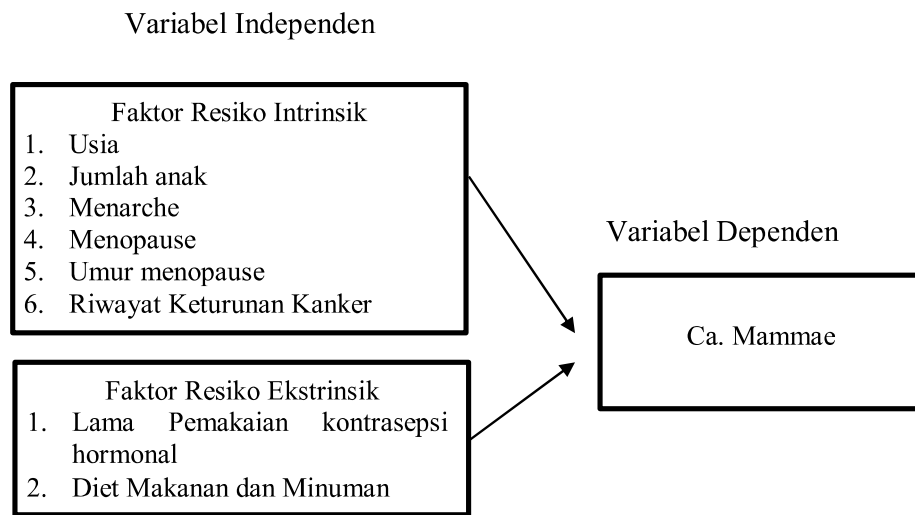 Variabel Independen
Faktor Resiko Intrinsik
1. Usia
2. Jumlah anak
3. Menarche
4. Menopause
5. Umur menopause
6. Riwayat Keturunan Kanker
Variabel Dependen
Ca. Mammae
Faktor Resiko Ekstrinsik
1. Lama Pemakaian kontrasepsi
hormonal
2. Diet Makanan dan Minuman